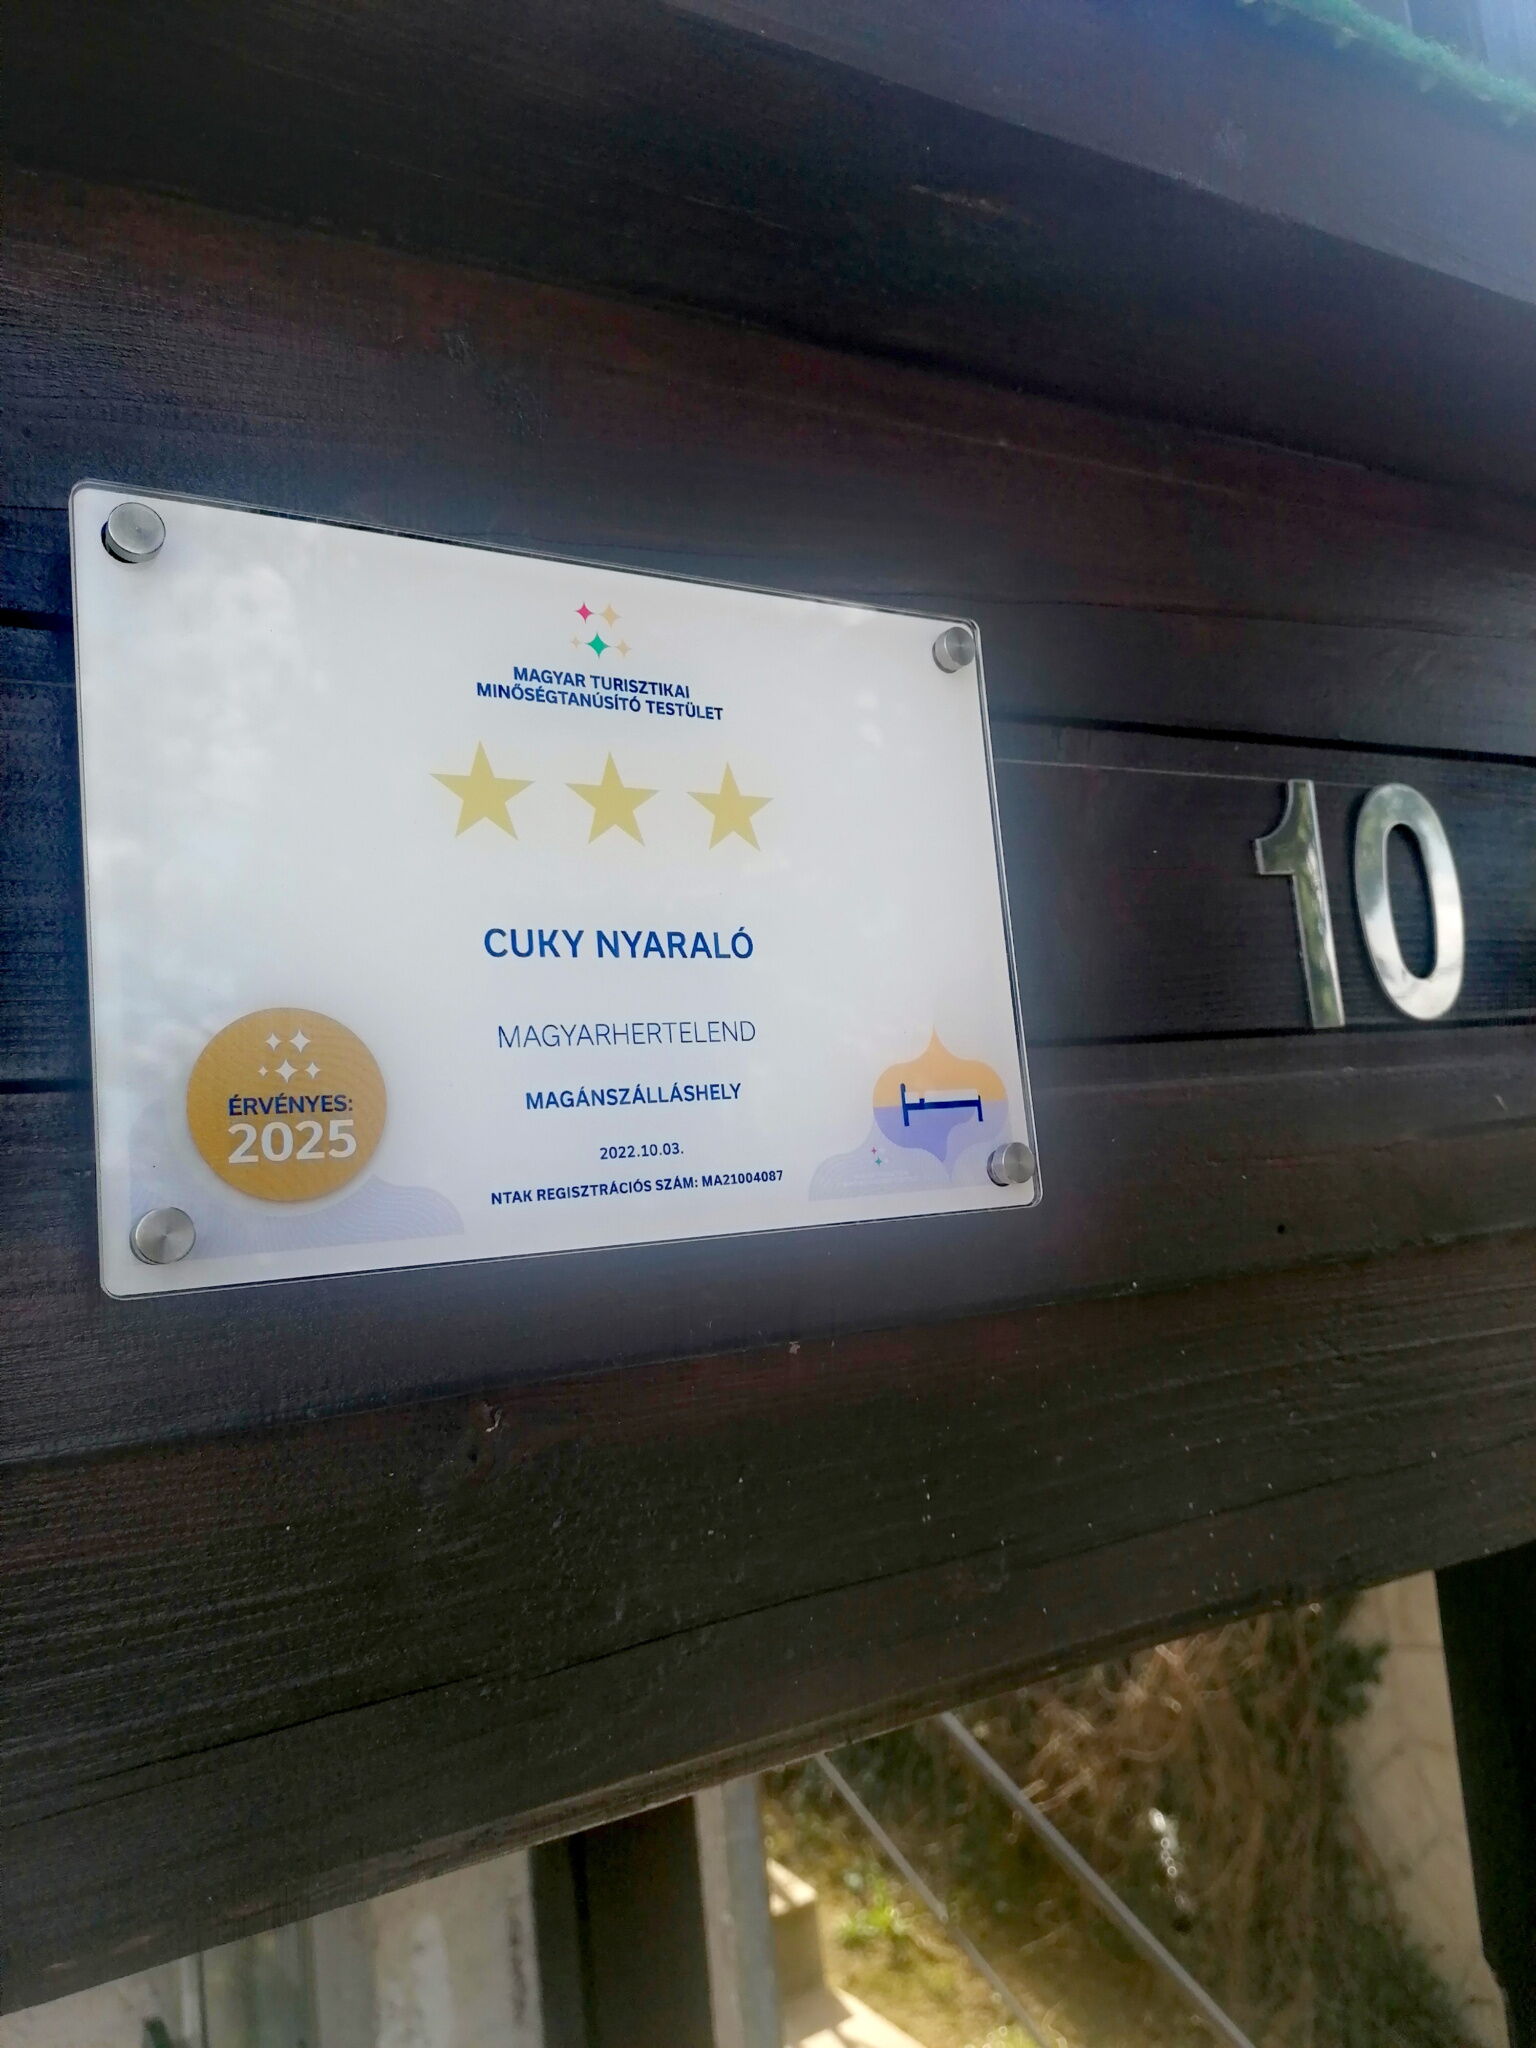 MAGYAR TURISZTIKAI
MINŐSÉGTANÚSÍTÓ TESTÜLET
CUKY NYARALÓ
MAGYARHERTELEND
MAGÁNSZÁLLÁSHELY
2022.10.03.
NTAK REGISZTRÁCIÓS SZÁM: MA21004087
ÉRVÉNYES:
2025
10